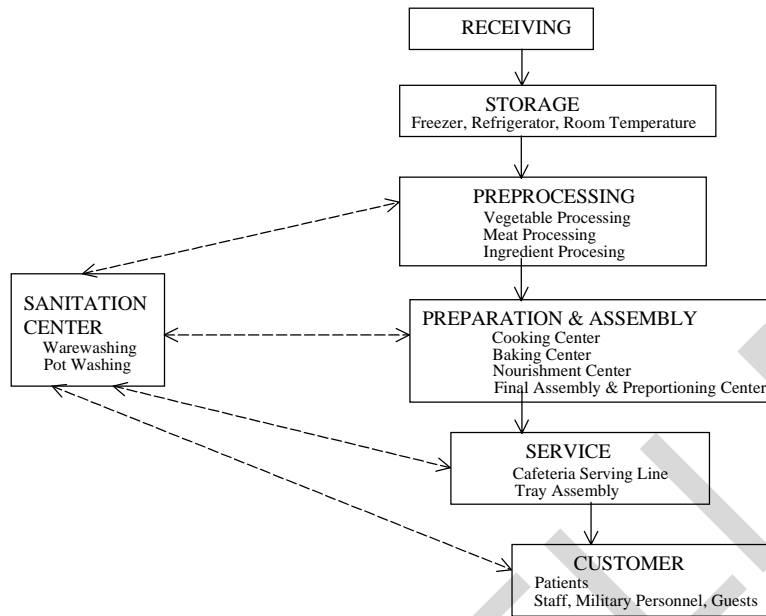 RECEIVING
STORAGE
Freezer, Refrigerator, Room Temperature
PREPROCESSING
Vegetable Processing
Meat Processing
Ingredient Procesing
SANITATION
CENTER
Warewashing
Pot Washing
PREPARATION & ASSEMBLY
Cooking Center
Baking Center
Nourishment Center
Final Assembly & Preportioning Center
SERVICE
Cafeteria Serving Line
Tray Assembly
CUSTOMER
Patients
Staff, Military Personnel, Guests